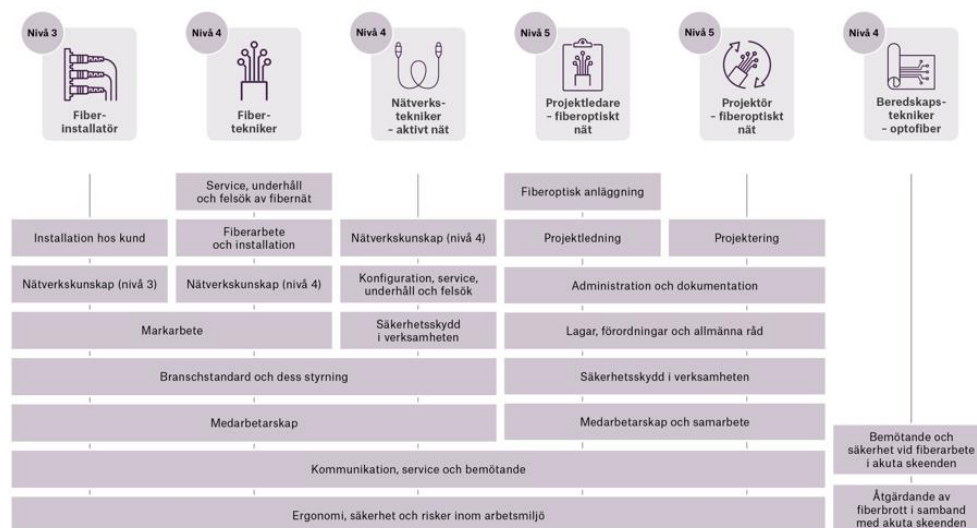 Nivå 3
Fiber-
installatör
Nivå 4
Fiber-
tekniker
Nivå 4
Nätverks-
tekniker
– aktivt nät
Nivå 5
Projektledare
– fiberoptiskt
nät
Nivå 5
Projektör
– fiberoptiskt
nät
Nivå 4
Beredskaps-
tekniker
– optofiber
Service, underhåll
och felsök av fibernät
Fiberoptisk anläggning
Installation hos kund
Fiberarbete
och installation
Nätverkskunskap (nivå 4)
Projektledning
Projektering
Nätverkskunskap (nivå 3)
Nätverkskunskap (nivå 4)
Konfiguration, service,
underhåll och felsök
Administration och dokumentation
Markarbete
Säkerhetsskydd
i verksamheten
Lagar, förordningar och allmänna råd
Branschstandard och dess styrning
Säkerhetsskydd i verksamheten
Medarbetarskap
Medarbetarskap och samarbete
Bemötande och
säkerhet vid fiberarbete
i akuta skeenden
Kommunikation, service och bemötande
Ergonomi, säkerhet och risker inom arbetsmiljö
Åtgärdande av
fiberbrott i samband
med akuta skeenden